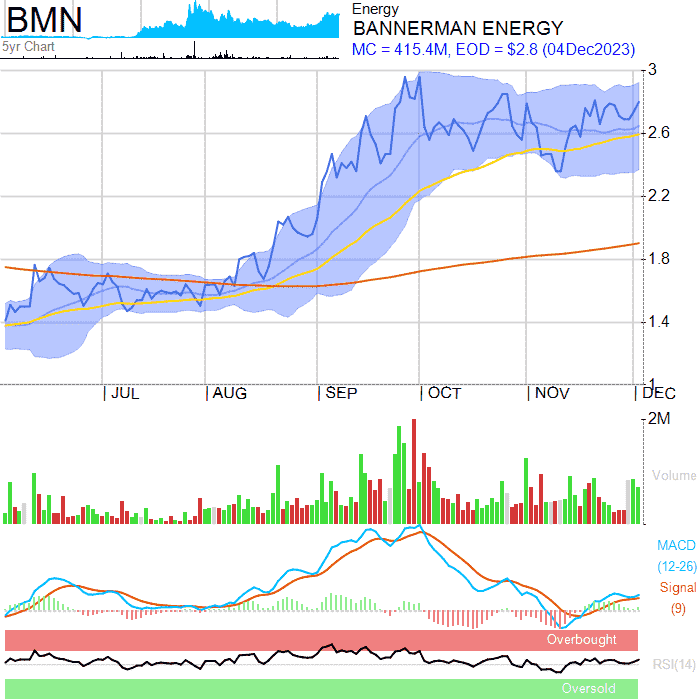 BMN
5yr Chart
Energy
BANNERMAN ENERGY
MC = 415.4M, EOD = $2.8 (04Dec2023)
3
2.6
2.2
1.8
1.4
1
JUL AUG SEP OCT NOV DEC
2M
Volume
MACD
(12-26)
Signal
(9)
Overbought
RSI(14)
Oversold